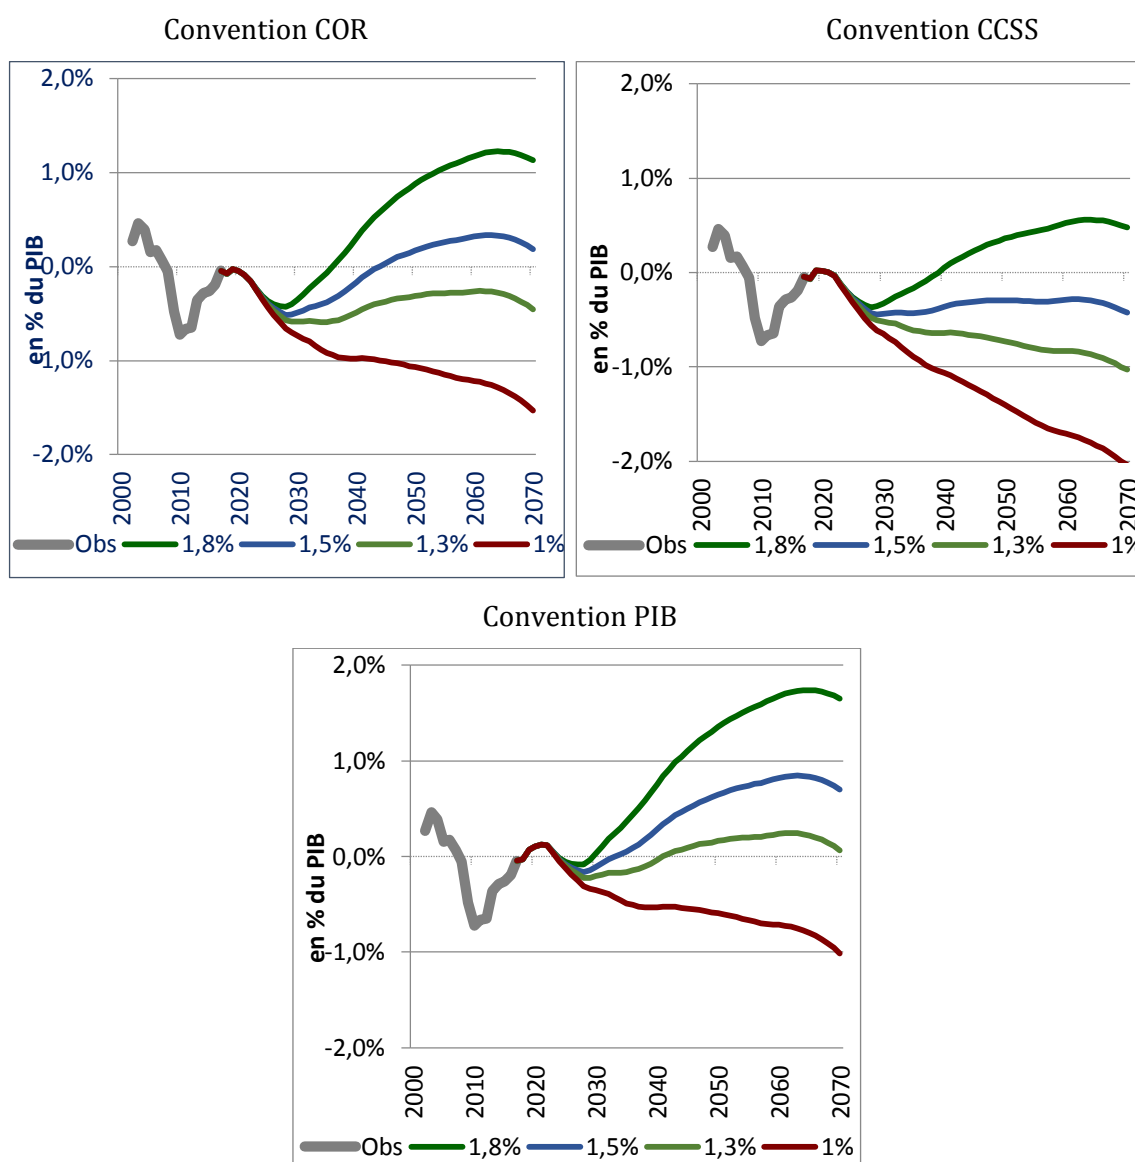 Convention COR
en % du PIB
2,0%
1,0%
0,0%
-1,0%
-2,0%
2000 2010 2020 2030 2040 2050 2060 2070
Obs 1,8% 1,5% 1,3% 1%
Convention CCSS
en % du PIB
2,0%
1,0%
0,0%
-1,0%
-2,0%
2000 2010 2020 2030 2040 2050 2060 2070
Obs 1,8% 1,5% 1,3% 1%
Convention PIB
en % du PIB
2,0%
1,0%
0,0%
-1,0%
-2,0%
2000 2010 2020 2030 2040 2050 2060 2070
Obs 1,8% 1,5% 1,3% 1%